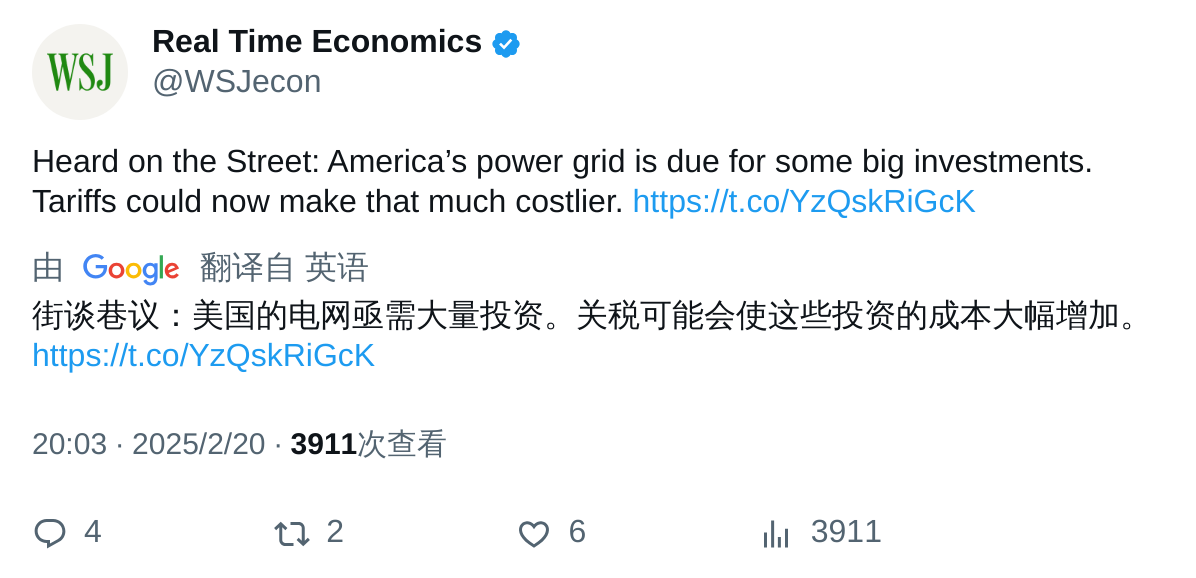 WSJ
Real Time Economics
@WSJecon
Heard on the Street: America’s power grid is due for some big investments.
Tariffs could now make that much costlier. https://t.co/YzQskRiGcK
由 Google 翻译自 英语
街谈巷议：美国的电网亟需大量投资。关税可能会使这些投资的成本大幅增加。
https://t.co/YzQskRiGcK
20:03 · 2025/2/20 · 3911次查看
4 2 6 3911